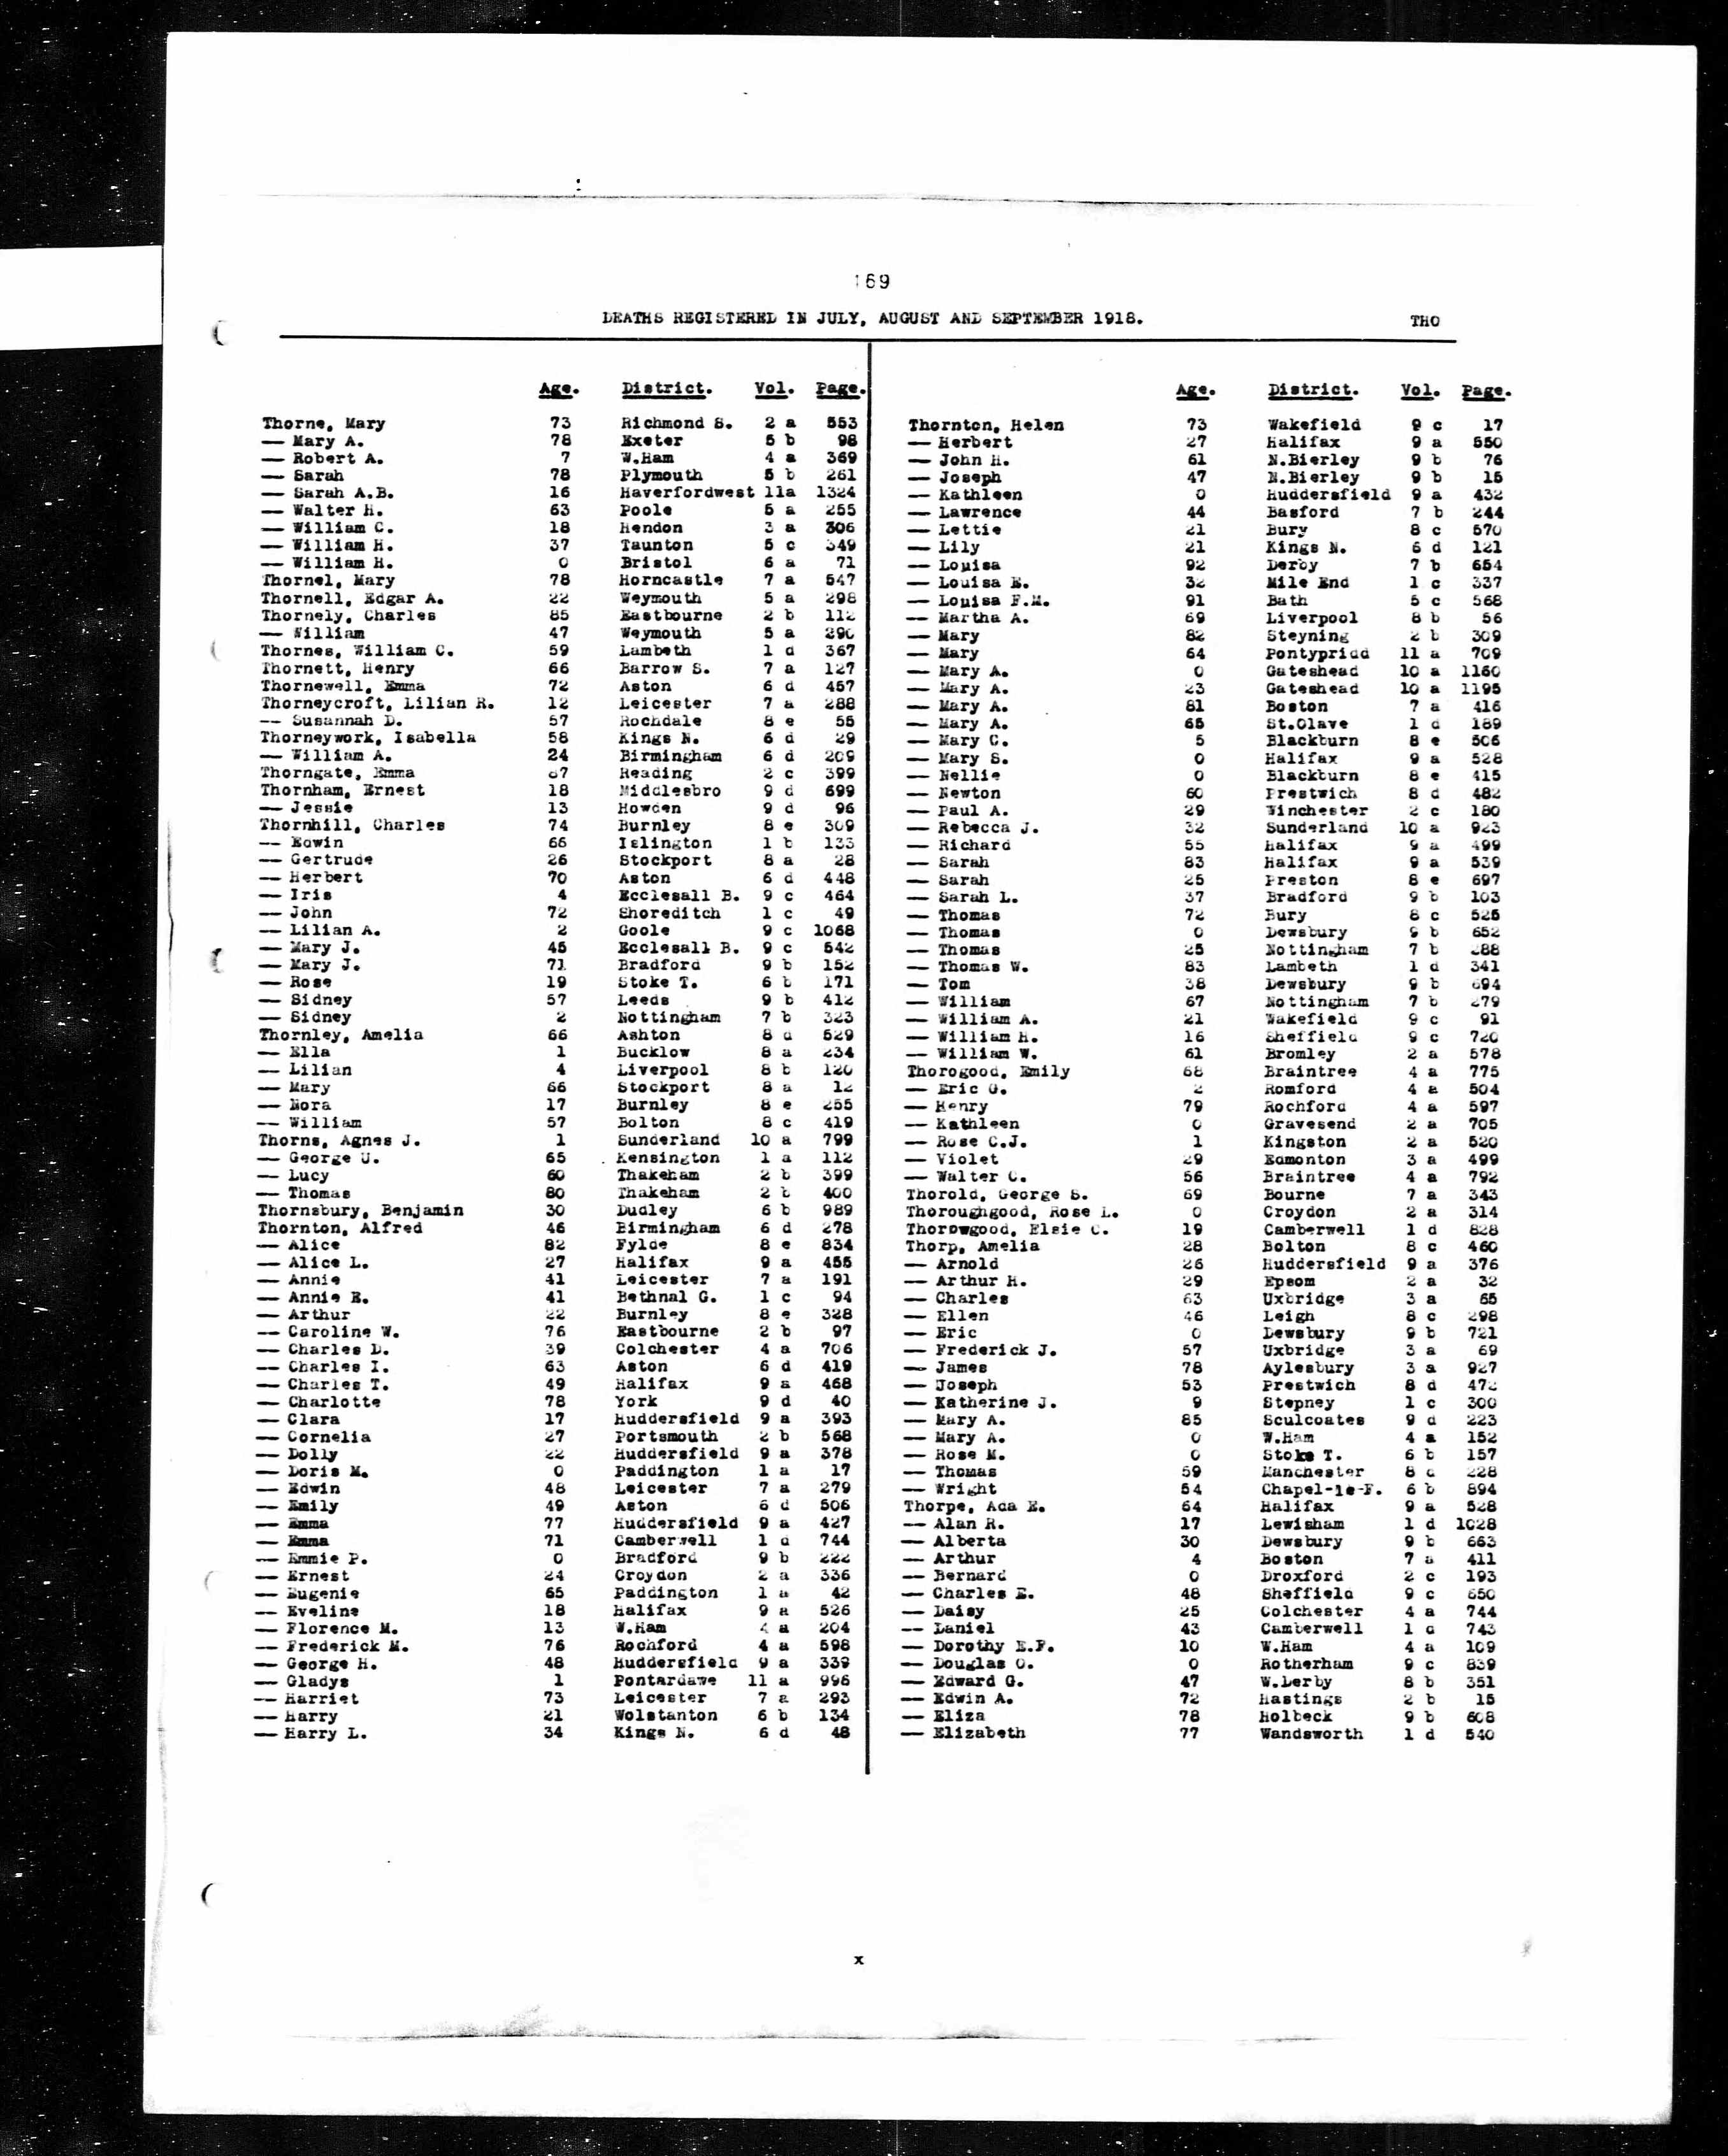 169
DEATHS REGISTERED IN JULY, AUGUST AND SEPTEMBER 1918. THO
Age. District. Vol. Page.
Thorne, Mary 73 Richmond S. 2 a 553
— Mary A. 78 Exeter 5 b 98
— Robert A. 7 W.Ham 4 a 369
— Sarah 78 Plymouth 5 b 261
— Sarah A.B. 16 Haverfordwest 11a 1324
— Walter H. 63 Poole 5 a 255
— William C. 18 Hendon 3 a 306
— William H. 37 Taunton 5 c 349
— William H. 0 Bristol 6 a 71
Thornel, Mary 78 Horncastle 7 a 547
Thornell, Edgar A. 22 Weymouth 5 a 298
Thornely, Charles 85 Eastbourne 2 b 112
— William 47 Weymouth 5 a 290
Thornes, William C. 59 Lambeth 1 d 367
Thornett, Henry 66 Barrow S. 7 a 127
Thornewell, Emma 72 Aston 6 d 457
Thorneycroft, Lilian R. 12 Leicester 7 a 288
— Susannah D. 57 Rochdale 8 e 55
Thorneywork, Isabella 58 Kings N. 6 d 29
— William A. 24 Birmingham 6 d 209
Thorngate, Emma 67 Reading 2 c 399
Thornham, Ernest 18 Middlesbro 9 d 699
— Jessie 13 Howden 9 d 96
Thornhill, Charles 74 Burnley 8 e 309
— Edwin 66 Islington 1 b 133
— Gertrude 26 Stockport 8 a 28
— Herbert 70 Aston 6 d 448
— Iris 4 Ecclesall B. 9 c 464
— John 72 Shoreditch 1 c 49
— Lilian A. 2 Goole 9 c 1068
— Mary J. 45 Ecclesall B. 9 c 542
— Mary J. 71 Bradford 9 b 152
— Rose 19 Stoke T. 6 b 171
— Sidney 57 Leeds 9 b 412
— Sidney 2 Nottingham 7 b 323
Thornley, Amelia 66 Ashton 8 d 529
— Ella 1 Bucklow 8 a 234
— Lilian 4 Liverpool 8 b 120
— Mary 66 Stockport 8 a 12
— Nora 17 Burnley 8 e 255
— William 57 Bolton 8 c 419
Thorns, Agnes J. 1 Sunderland 10 a 799
— George U. 65 Kensington 1 a 112
— Lucy 60 Thakeham 2 b 399
— Thomas 80 Thakeham 2 b 400
Thornsbury, Benjamin 30 Dudley 6 b 989
Thornton, Alfred 46 Birmingham 6 d 278
— Alice 82 Fylde 8 e 834
— Alice L. 27 Halifax 9 a 455
— Annie 41 Leicester 7 a 191
— Annie E. 41 Bethnal G. 1 c 94
— Arthur 22 Burnley 8 e 328
— Caroline W. 76 Eastbourne 2 b 97
— Charles D. 39 Colchester 4 a 706
— Charles I. 63 Aston 6 d 419
— Charles T. 49 Halifax 9 a 468
— Charlotte 78 York 9 d 40
— Clara 17 Huddersfield 9 a 393
— Cornelia 27 Portsmouth 2 b 568
— Dolly 22 Huddersfield 9 a 378
— Doris M. 0 Paddington 1 a 17
— Edwin 48 Leicester 7 a 279
— Emily 49 Aston 6 d 506
— Emma 77 Huddersfield 9 a 427
— Emma 71 Camberwell 1 d 744
— Emmie P. 0 Bradford 9 b 222
— Ernest 24 Croydon 2 a 336
— Eugenie 65 Paddington 1 a 42
— Eveline 18 Halifax 9 a 526
— Florence M. 13 W.Ham 4 a 204
— Frederick M. 76 Rochford 4 a 598
— George H. 48 Huddersfield 9 a 339
— Gladys 1 Pontardawe 11 a 996
— Harriet 73 Leicester 7 a 293
— Harry 21 Wolstanton 6 b 134
— Harry L. 34 Kings N. 6 d 48
Age. District. Vol. Page.
Thornton, Helen 73 Wakefield 9 c 17
— Herbert 27 Halifax 9 a 550
— John H. 61 N.Bierley 9 b 76
— Joseph 47 N.Bierley 9 b 15
— Kathleen 0 Huddersfield 9 a 432
— Lawrence 44 Basford 7 b 244
— Lettie 21 Bury 8 c 570
— Lily 21 Kings N. 6 d 121
— Louisa 92 Derby 7 b 654
— Louisa E. 32 Mile End 1 c 337
— Louisa F.M. 91 Bath 5 c 568
— Martha A. 69 Liverpool 8 b 56
— Mary 82 Steyning 2 b 309
— Mary 64 Pontypridd 11 a 709
— Mary A. 0 Gateshead 10 a 1160
— Mary A. 23 Gateshead 10 a 1195
— Mary A. 81 Boston 7 a 416
— Mary A. 65 St.Olave 1 d 189
— Mary C. 5 Blackburn 8 e 506
— Mary S. 0 Halifax 9 a 528
— Nellie 0 Blackburn 8 e 415
— Newton 60 Prestwich 8 d 482
— Paul A. 29 Winchester 2 c 180
— Rebecca J. 32 Sunderland 10 a 923
— Richard 55 Halifax 9 a 499
— Sarah 83 Halifax 9 a 539
— Sarah 25 Preston 8 e 697
— Sarah L. 37 Bradford 9 b 103
— Thomas 72 Bury 8 c 525
— Thomas 0 Dewsbury 9 b 652
— Thomas 25 Nottingham 7 b 288
— Thomas W. 83 Lambeth 1 d 341
— Tom 38 Dewsbury 9 b 694
— William 67 Nottingham 7 b 279
— William A. 21 Wakefield 9 c 91
— William H. 16 Sheffield 9 c 720
— William W. 61 Bromley 2 a 578
Thorogood, Emily 68 Braintree 4 a 775
— Eric G. 2 Romford 4 a 504
— Henry 79 Rochford 4 a 597
— Kathleen 0 Gravesend 2 a 705
— Rose C.J. 1 Kingston 2 a 520
— Violet 29 Edmonton 3 a 499
— Walter C. 56 Braintree 4 a 792
Thorold, George S. 69 Bourne 7 a 343
Thoroughgood, Rose L. 0 Croydon 2 a 314
Thorowgood, Elsie C. 19 Camberwell 1 d 828
Thorp, Amelia 28 Bolton 8 c 460
— Arnold 26 Huddersfield 9 a 376
— Arthur H. 29 Epsom 2 a 32
— Charles 63 Uxbridge 3 a 65
— Ellen 46 Leigh 8 c 298
— Eric 0 Dewsbury 9 b 721
— Frederick J. 57 Uxbridge 3 a 69
— James 78 Aylesbury 3 a 927
— Joseph 53 Prestwich 8 d 472
— Katherine J. 9 Stepney 1 c 300
— Mary A. 85 Sculcoates 9 d 223
— Mary A. 0 W.Ham 4 a 152
— Rose M. 0 Stoke T. 6 b 157
— Thomas 59 Manchester 8 d 228
— Wright 54 Chapel-le-F. 6 b 894
Thorpe, Ada E. 64 Halifax 9 a 528
— Alan R. 17 Lewisham 1 d 1028
— Alberta 30 Dewsbury 9 b 663
— Arthur 4 Boston 7 a 411
— Bernard 0 Droxford 2 c 193
— Charles E. 48 Sheffield 9 c 650
— Daisy 25 Colchester 4 a 744
— Daniel 43 Camberwell 1 d 743
— Dorothy E.F. 10 W.Ham 4 a 109
— Douglas O. 0 Rotherham 9 c 839
— Edward G. 47 W.Derby 8 b 351
— Edwin A. 72 Hastings 2 b 15
— Eliza 78 Holbeck 9 b 608
— Elizabeth 77 Wandsworth 1 d 540
x